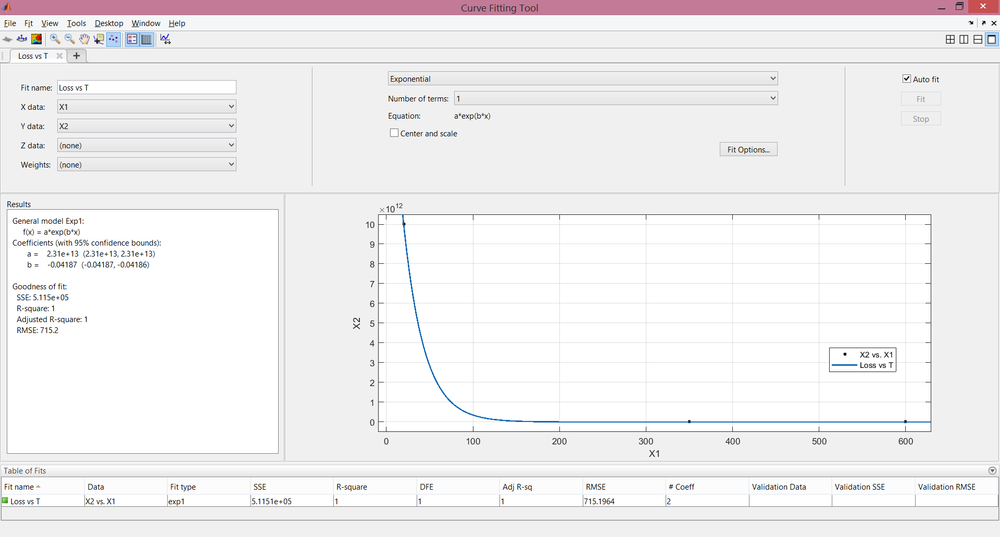 Curve Fitting Tool
File Fit View Tools Desktop Window Help
Loss vs T
Fit name: Loss vs T
X data: X1
Y data: X2
Z data: (none)
Weights: (none)
Exponential
Number of terms: 1
Equation: a*exp(b*x)
Center and scale
Fit Options...
Auto fit
Fit
Stop
Results
General model Exp1:
f(x) = a*exp(b*x)
Coefficients (with 95% confidence bounds):
a = 2.31e+13 (2.31e+13, 2.31e+13)
b = -0.04187 (-0.04187, -0.04186)
Goodness of fit:
SSE: 5.115e+05
R-square: 1
Adjusted R-square: 1
RMSE: 715.2
×10^12
10
9
8
7
6
5
4
3
2
1
0
X2
0 100 200 300 400 500 600
X1
X2 vs. X1
Loss vs T
Table of Fits
Fit name Data Fit type SSE R-square DFE Adj R-sq RMSE # Coeff Validation Data Validation SSE Validation RMSE
Loss vs T X2 vs. X1 exp1 5.1151e+05 1 1 1 715.1964 2